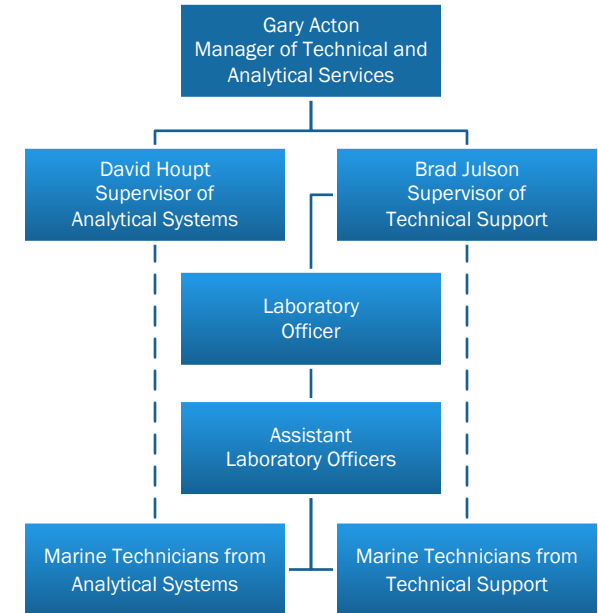 Gary Acton
Manager of Technical and
Analytical Services
David Houpt
Supervisor of
Analytical Systems
Brad Julson
Supervisor of
Technical Support
Laboratory
Officer
Assistant
Laboratory Officers
Marine Technicians from
Analytical Systems
Marine Technicians from
Technical Support